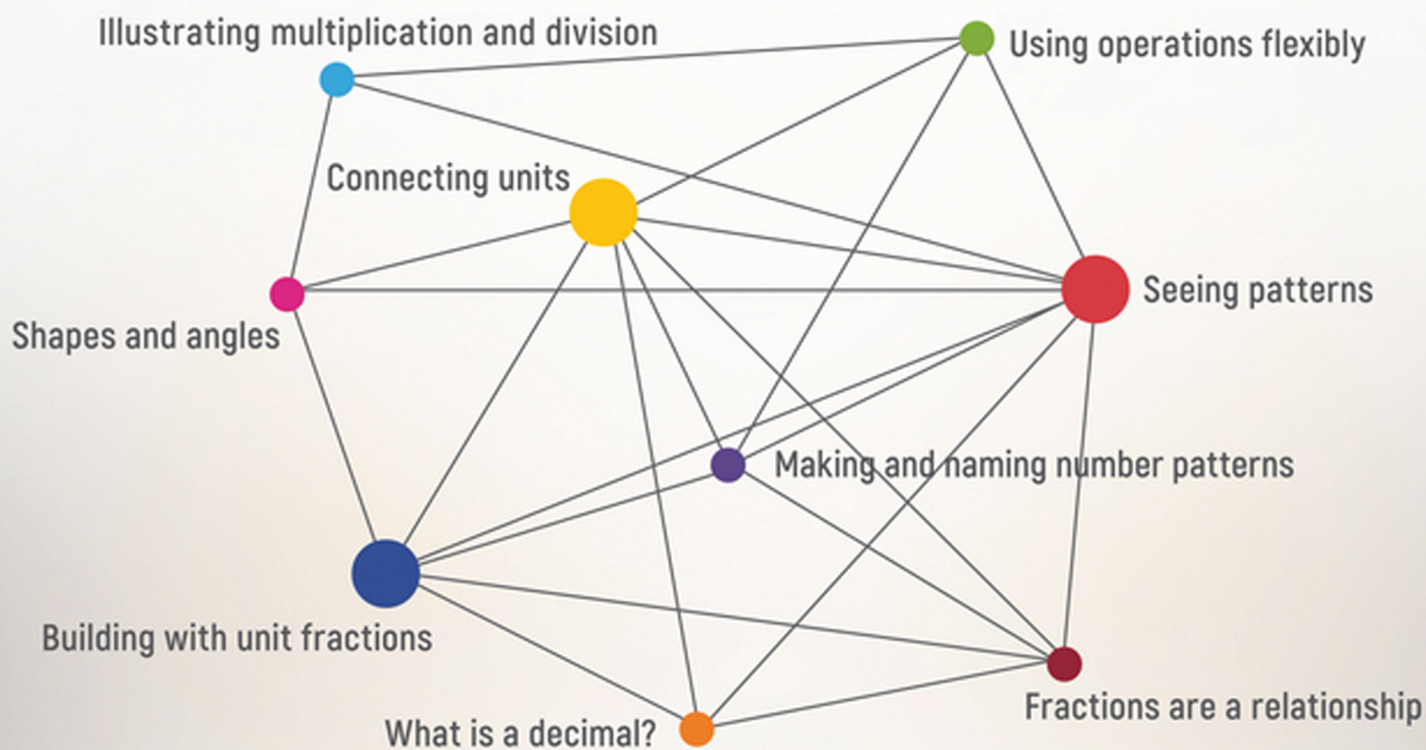 Illustrating multiplication and division
Using operations flexibly
Connecting units
Seeing patterns
Shapes and angles
Making and naming number patterns
Building with unit fractions
Fractions are a relationship
What is a decimal?